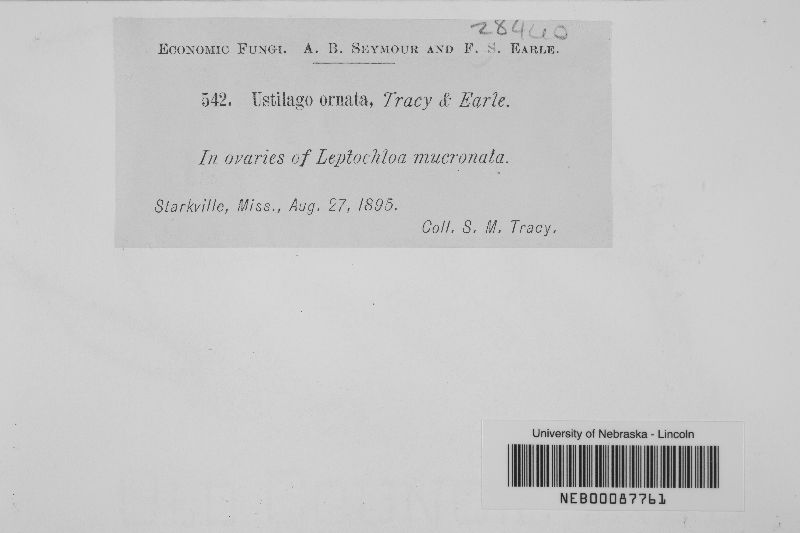 28460
ECONOMIC FUNGI. A. B. SEYMOUR AND F. S. EARLE.
542. Ustilago ornata, Tracy & Earle.
In ovaries of Leptochloa mucronata.
Starkville, Miss., Aug. 27, 1895.
Coll. S. M. Tracy.
University of Nebraska - Lincoln
NEB00087761